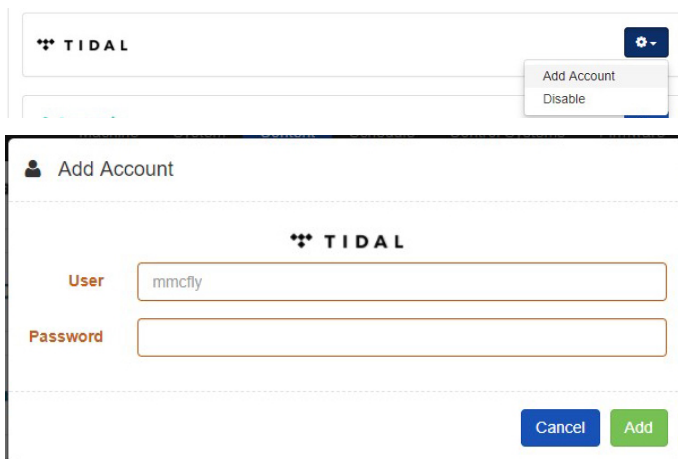 TIDAL
Add Account
Disable
Add Account
TIDAL
User
mmcfly
Password
Cancel
Add